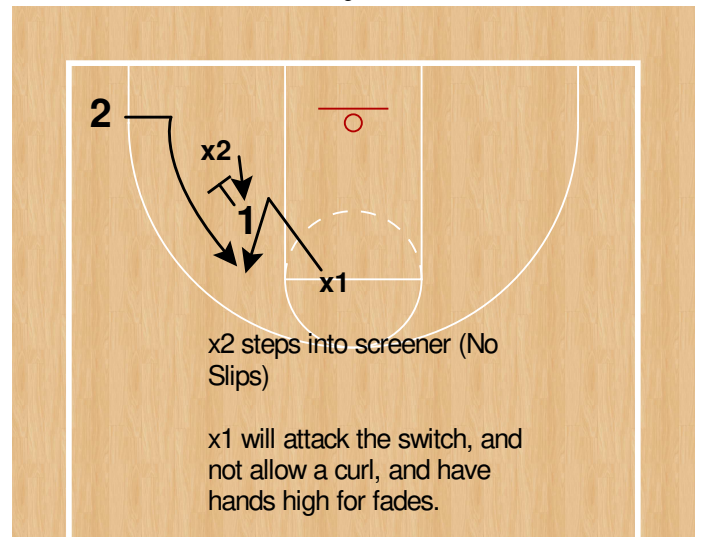 2
x2
1
x1
x2 steps into screener (No
Slips)
x1 will attack the switch, and
not allow a curl, and have
hands high for fades.